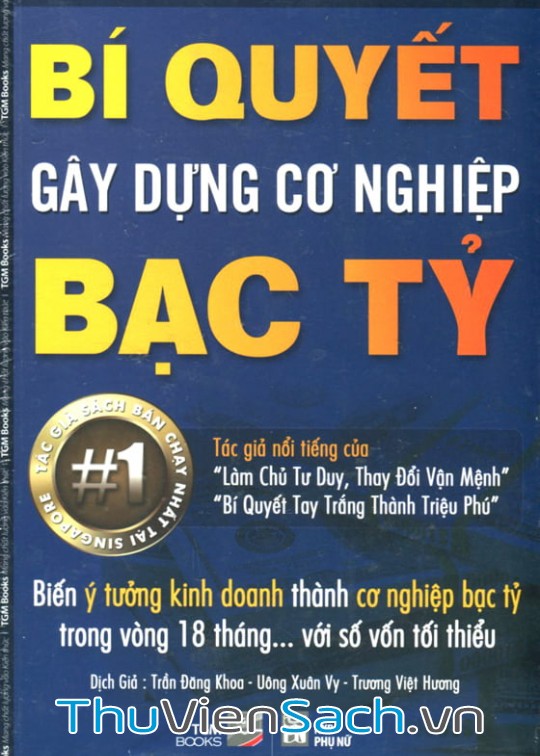 BÍ QUYẾT
GÂY DỰNG CƠ NGHIỆP
BẠC TỶ
TÁC GIẢ SÁCH BÁN CHẠY NHẤT TẠI SINGAPORE
#1
Tác giả nổi tiếng của
“Làm Chủ Tư Duy, Thay Đổi Vận Mệnh”
“Bí Quyết Tay Trắng Thành Triệu Phú”
Biến ý tưởng kinh doanh thành cơ nghiệp bạc tỷ
trong vòng 18 tháng... với số vốn tối thiểu
Dịch Giả : Trần Đăng Khoa - Uông Xuân Vy - Trương Việt Hương
ThuVienSach.vn
TGM
BOOKS
PHỤ NỮ
TGM Books